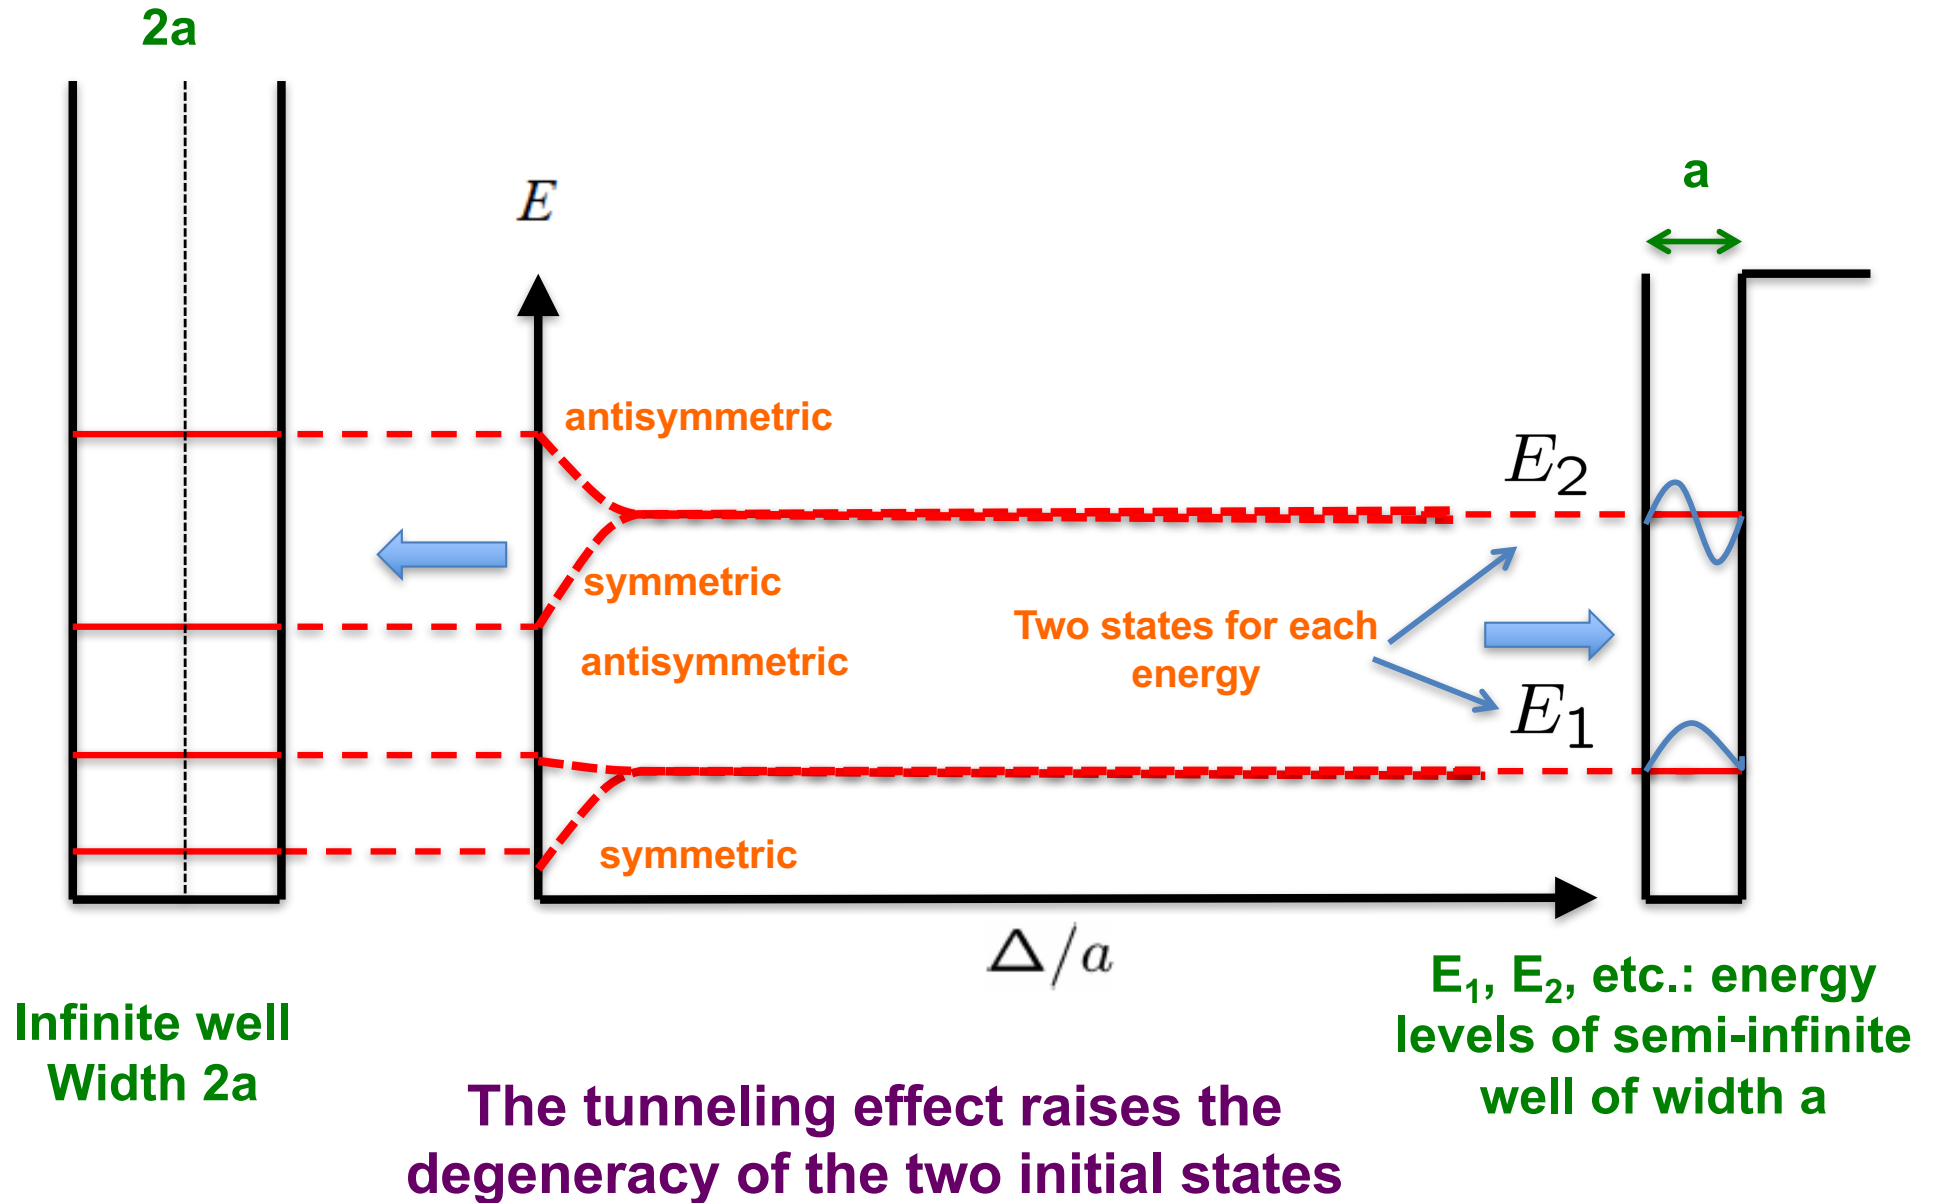 2a
a
E
antisymmetric
E₂
symmetric
Two states for each
energy
antisymmetric
E₁
symmetric
Δ/a
Infinite well
Width 2a
E₁, E₂, etc.: energy
levels of semi-infinite
well of width a
The tunneling effect raises the
degeneracy of the two initial states